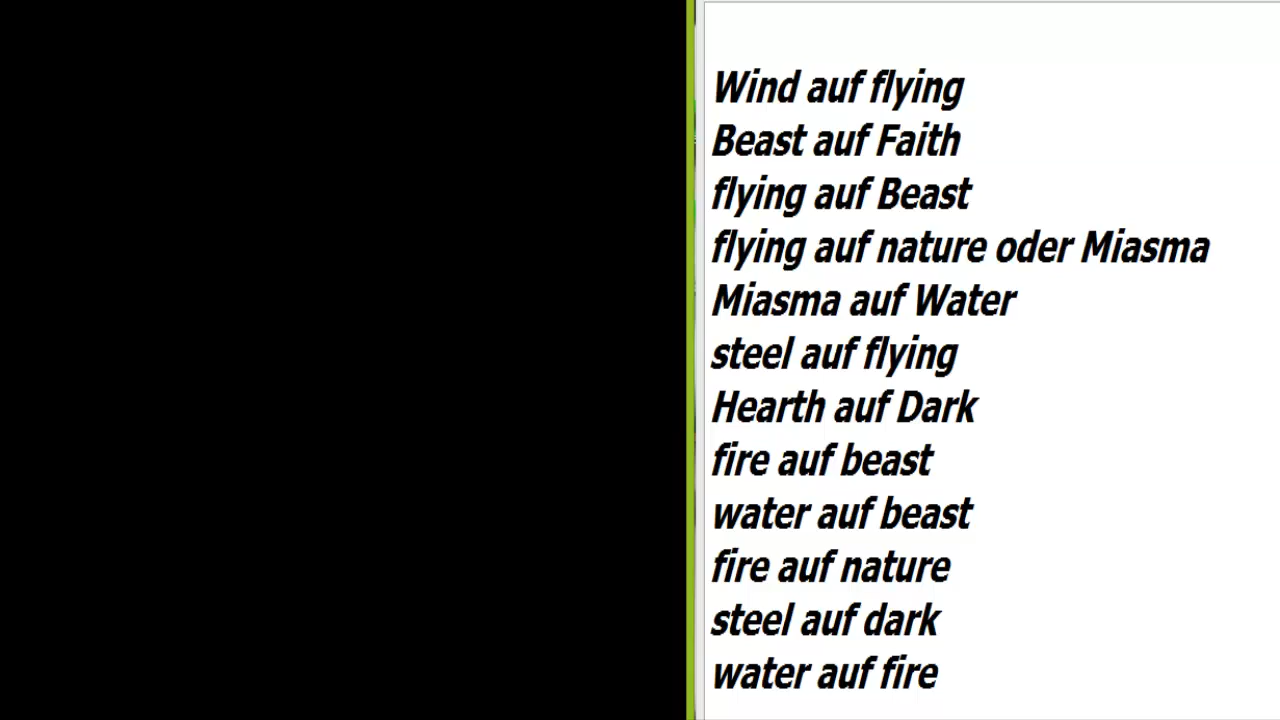 Wind auf flying
Beast auf Faith
flying auf Beast
flying auf nature oder Miasma
Miasma auf Water
steel auf flying
Hearth auf Dark
fire auf beast
water auf beast
fire auf nature
steel auf dark
water auf fire